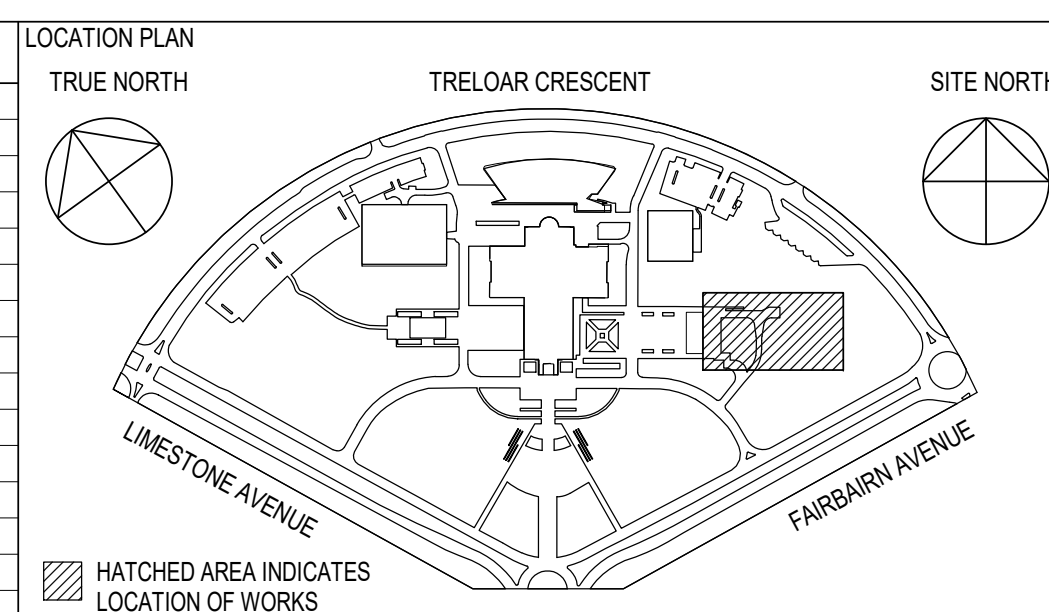 LOCATION PLAN
TRUE NORTH
TRELOAR CRESCENT
SITE NORTH
LIMESTONE AVENUE
FAIRBAIRN AVENUE
HATCHED AREA INDICATES
LOCATION OF WORKS